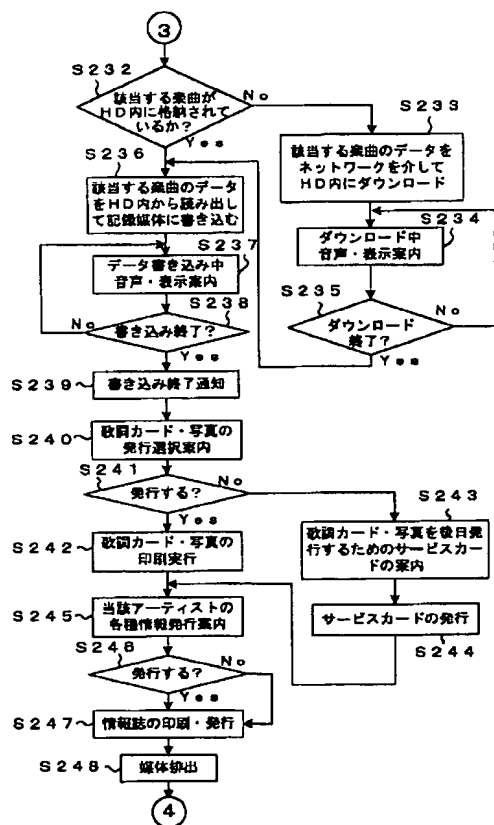 3
S232
該当する楽曲が
HD内に格納されて
いるか?
No
Yes
S233
該当する楽曲のデータを
ネットワークを介して
HD内にダウンロード
S234
ダウンロード中
音声・表示案内
S235
ダウンロード
終了?
No
Yes
S236
該当する楽曲のデータ
をHD内から読み出し
て記録媒体に書き込む
S237
データ書き込み中
音声・表示案内
S238
No
書き込み終了?
Yes
S239
書き込み終了通知
S240
歌詞カード・写真の
発行選択案内
S241
発行する?
No
Yes
S242
歌詞カード・写真の
印刷実行
S243
歌詞カード・写真を後日発
行するためのサービスカー
ドの案内
サービスカードの発行
S244
S245
当該アーティストの
各種情報発行案内
S246
発行する?
No
Yes
S247
情報誌の印刷・発行
S248
媒体排出
4